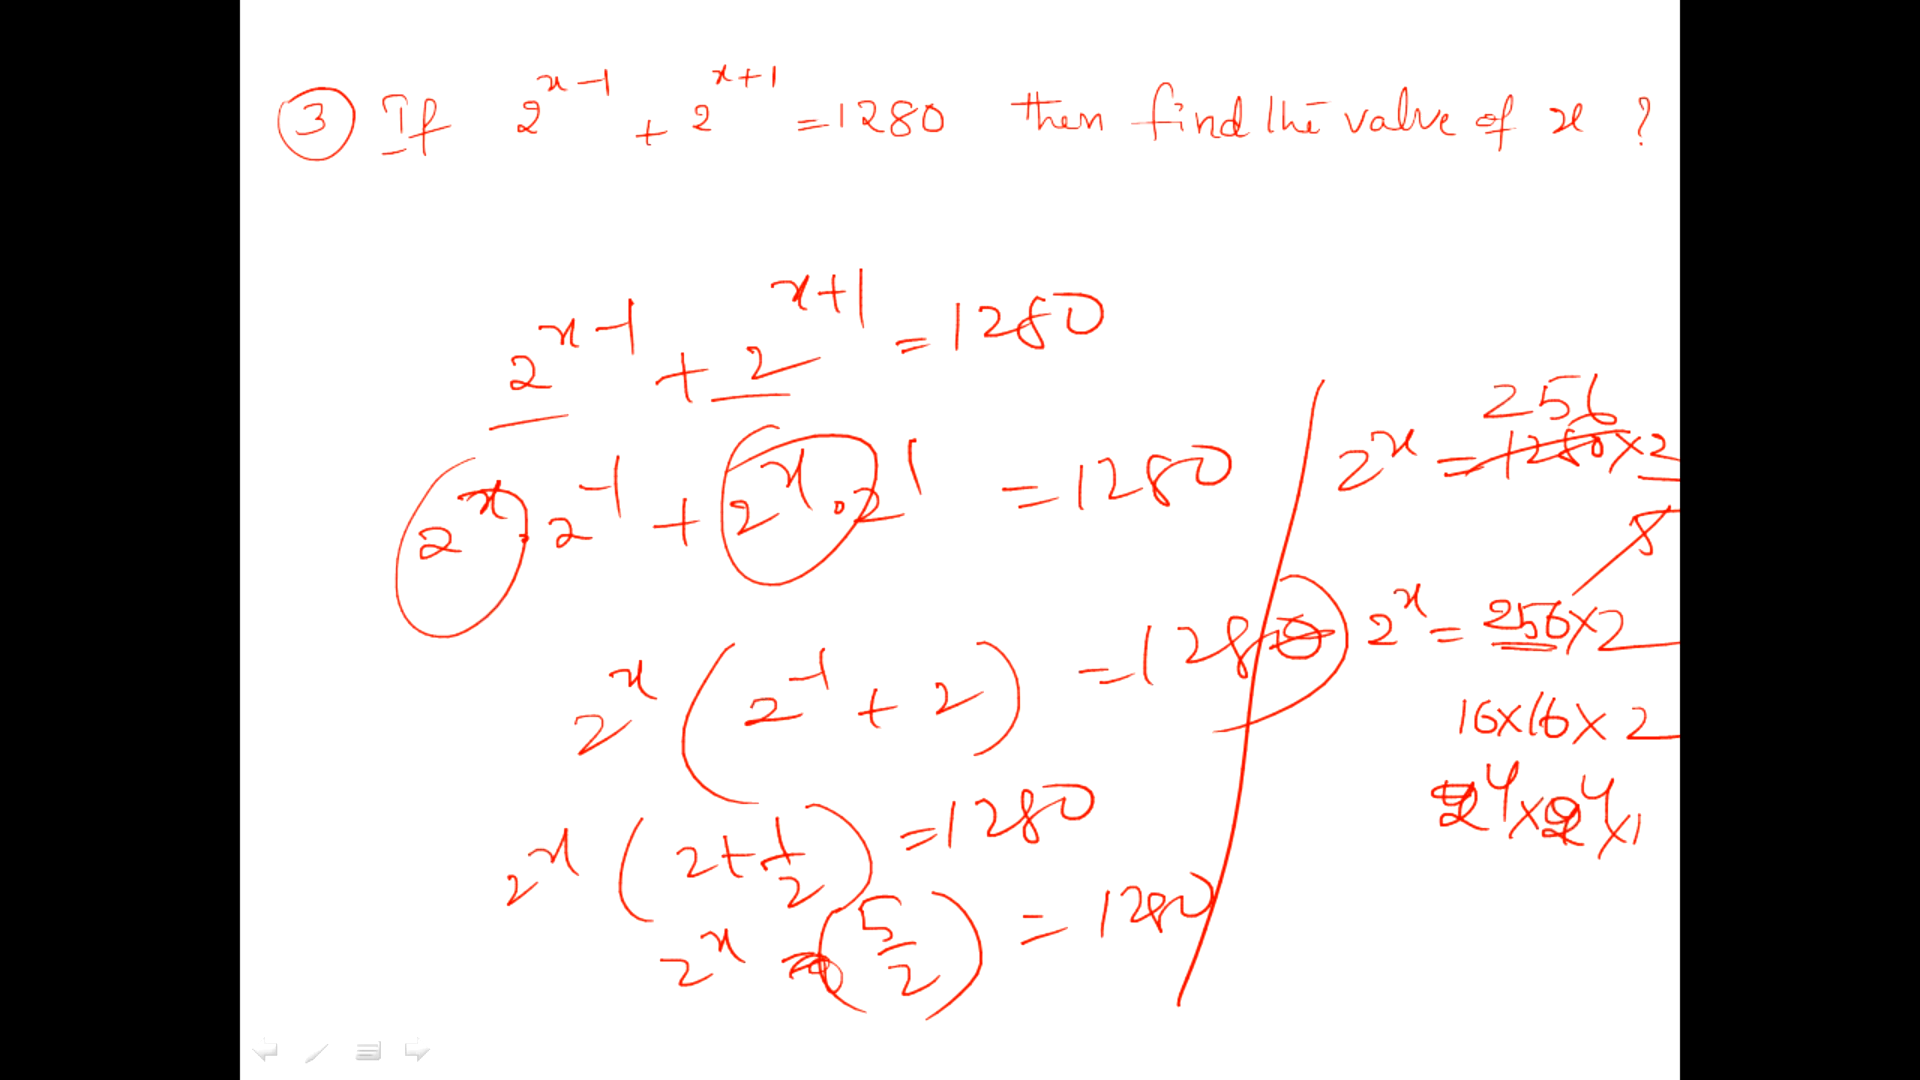 ③ If 2^(x-1) + 2^(x+1) = 1280 then find the value of x ?
2^(x-1) + 2^(x+1) = 1280
2^x · 2^(-1) + 2^x · 2^1 = 1280
2^x (2^(-1) + 2) = 1280
2^x (2 + 1/2) = 1280
2^x (5/2) = 1280
256
2^x = 1280 × 2
5
2^x = 256 × 2
16 × 16 × 2
2^4 × 2^4 ×